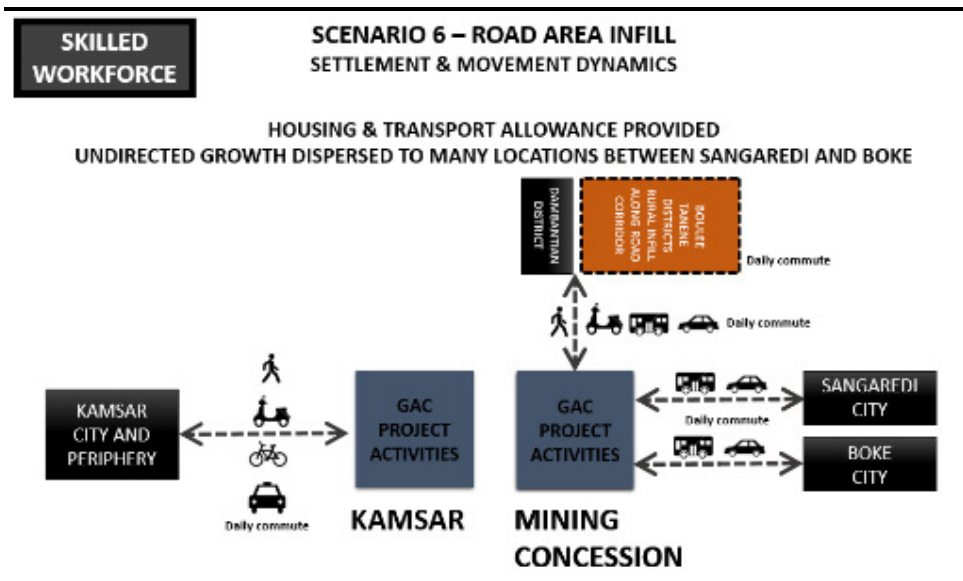 SKILLED
WORKFORCE
SCENARIO 6 – ROAD AREA INFILL
SETTLEMENT & MOVEMENT DYNAMICS
HOUSING & TRANSPORT ALLOWANCE PROVIDED
UNDIRECTED GROWTH DISPERSED TO MANY LOCATIONS BETWEEN SANGAREDI AND BOKE
DAMBANTIAN
DISTRICT
BOULEE
TANENE
DISTRICTS
RURAL INFILL
ALONG ROAD
CORRIDOR
Daily commute
Daily commute
KAMSAR
CITY AND
PERIPHERY
Daily commute
GAC
PROJECT
ACTIVITIES
KAMSAR
GAC
PROJECT
ACTIVITIES
MINING
CONCESSION
Daily commute
SANGAREDI
CITY
BOKE
CITY